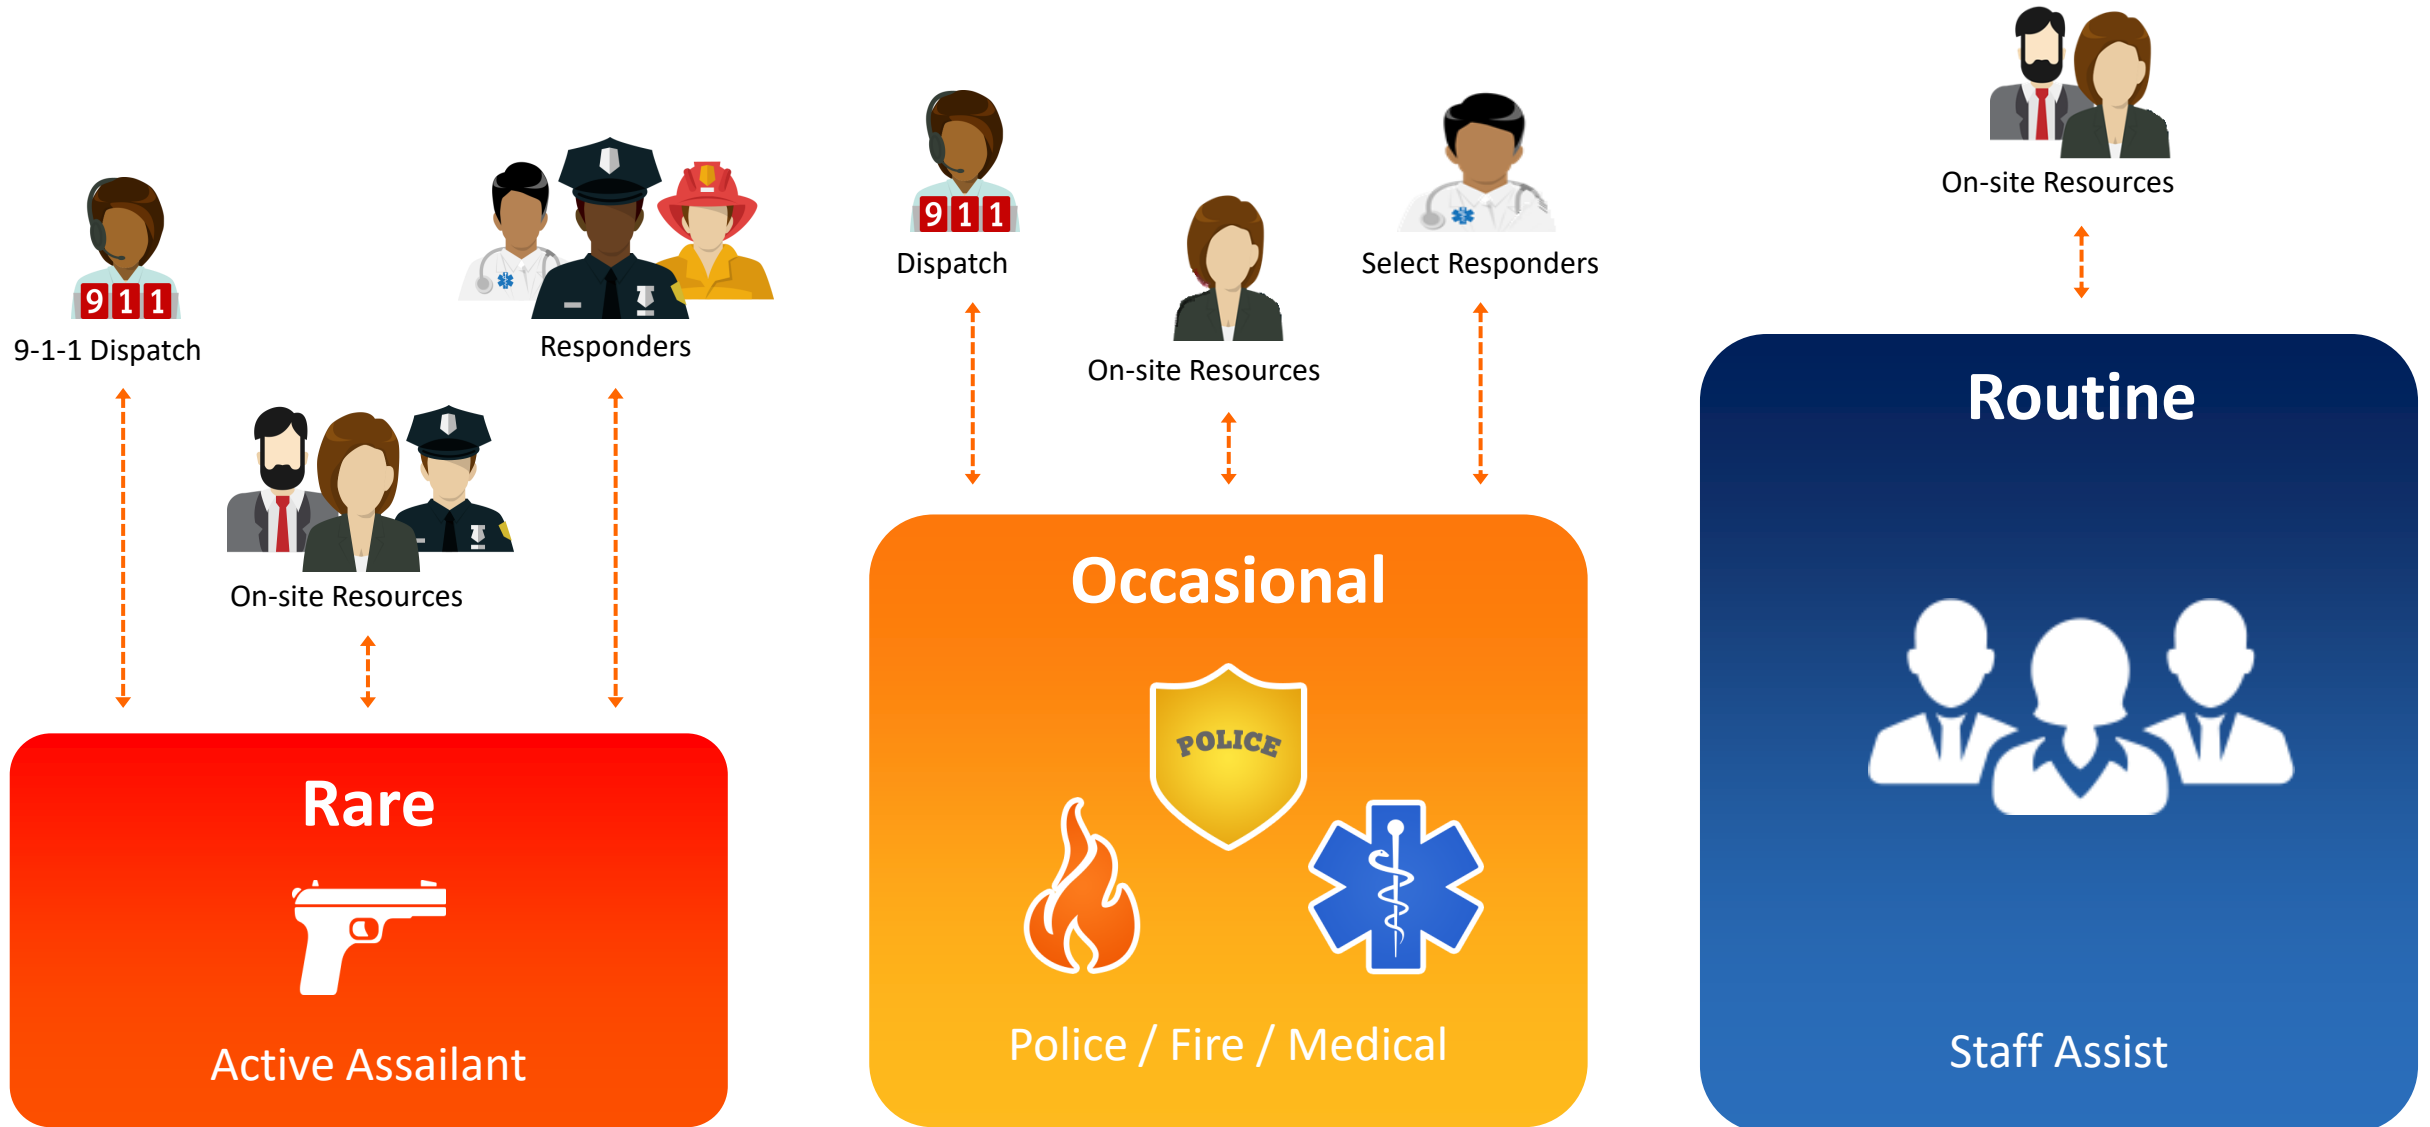 911
9-1-1 Dispatch
Responders
On-site Resources
Rare
Active Assailant
911
Dispatch
On-site Resources
Select Responders
Occasional
POLICE
Police / Fire / Medical
On-site Resources
Routine
Staff Assist